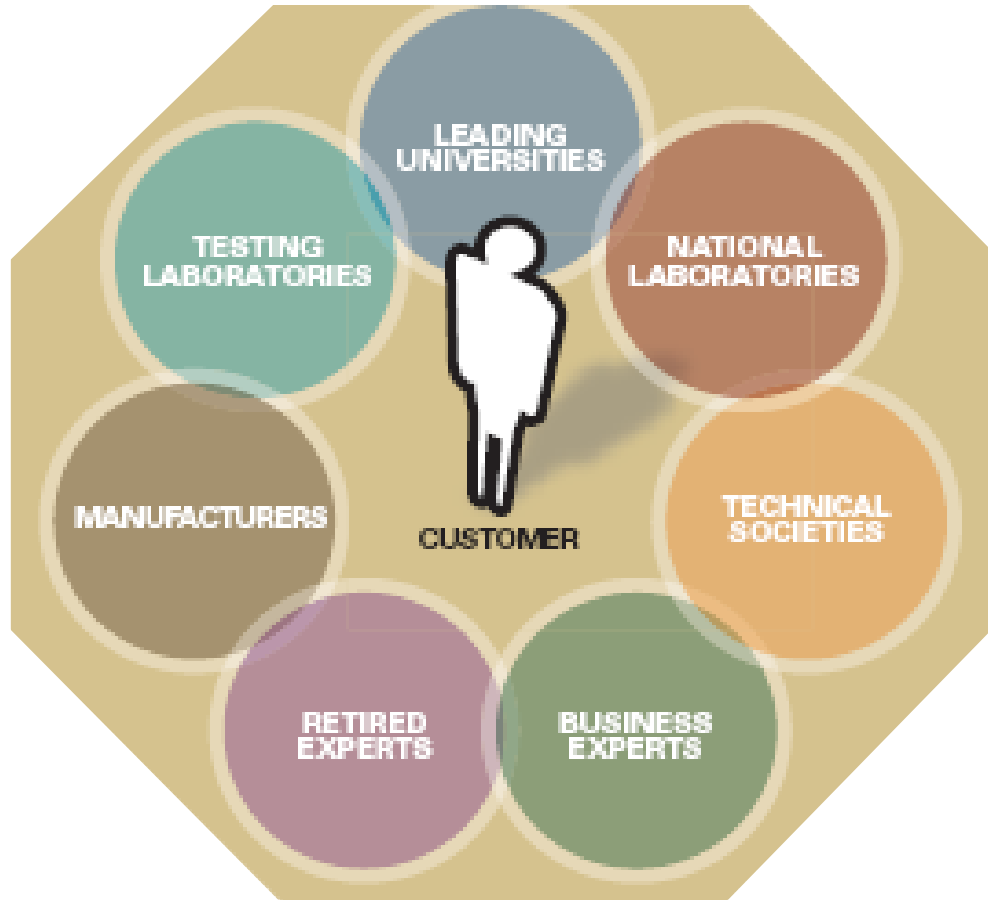 LEADING
UNIVERSITIES
TESTING
LABORATORIES
NATIONAL
LABORATORIES
MANUFACTURERS
TECHNICAL
SOCIETIES
CUSTOMER
RETIRED
EXPERTS
BUSINESS
EXPERTS